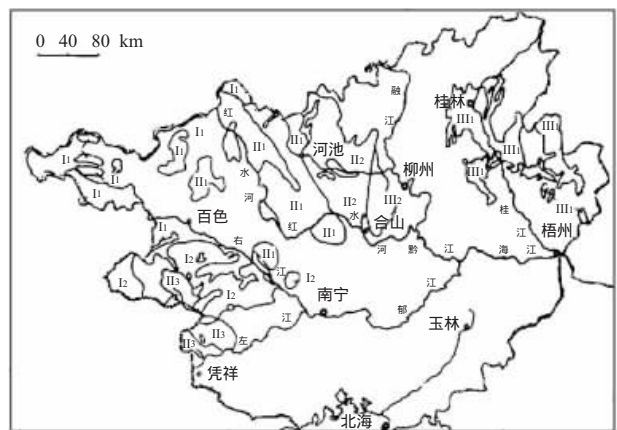 0 40 80 km
I1
融
江
桂林
III1
III1
红
I1
II1
II1
河池
I1
I1
I1
I1
II1
水
河
II2
柳州
III1
III1
III1
百色
II1
红
II2
水
III2
合山
桂
江
梧州
I1
右
II1
河
黔
江
海
江
I2
I2
II3
江
I2
I2
南宁
江
郁
玉林
II3
II3
左
江
凭祥
北海